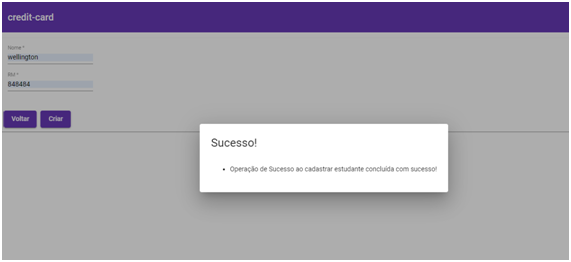 credit-card
Nome *
wellington
RM *
848484
Voltar Criar
Sucesso!
Operação de Sucesso ao cadastrar estudante concluída com sucesso!